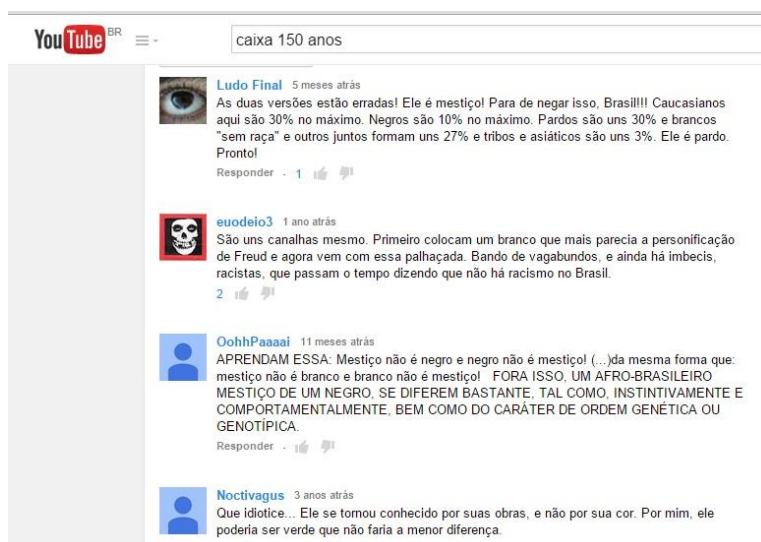 YouTube BR
caixa 150 anos
Ludo Final 5 meses atrás
As duas versões estão erradas! Ele é mestiço! Para de negar isso, Brasil!!! Caucasianos
aqui são 30% no máximo. Negros são 10% no máximo. Pardos são uns 30% e brancos
"sem raça" e outros juntos formam uns 27% e tribos e asiáticos são uns 3%. Ele é pardo.
Pronto!
Responder · 1
euodeio3 1 ano atrás
São uns canalhas mesmo. Primeiro colocam um branco que mais parecia a personificação
de Freud e agora vem com essa palhaçada. Bando de vagabundos, e ainda há imbecis,
racistas, que passam o tempo dizendo que não há racismo no Brasil.
2
OohhPaaaai 11 meses atrás
APRENDAM ESSA: Mestiço não é negro e negro não é mestiço! (...)da mesma forma que:
mestiço não é branco e branco não é mestiço! FORA ISSO, UM AFRO-BRASILEIRO
MESTIÇO DE UM NEGRO, SE DIFEREM BASTANTE, TAL COMO, INSTINTIVAMENTE E
COMPORTAMENTALMENTE, BEM COMO DO CARÁTER DE ORDEM GENÉTICA OU
GENOTÍPICA.
Responder ·
Noctivagus 3 anos atrás
Que idiotice... Ele se tornou conhecido por suas obras, e não por sua cor. Por mim, ele
poderia ser verde que não faria a menor diferença.